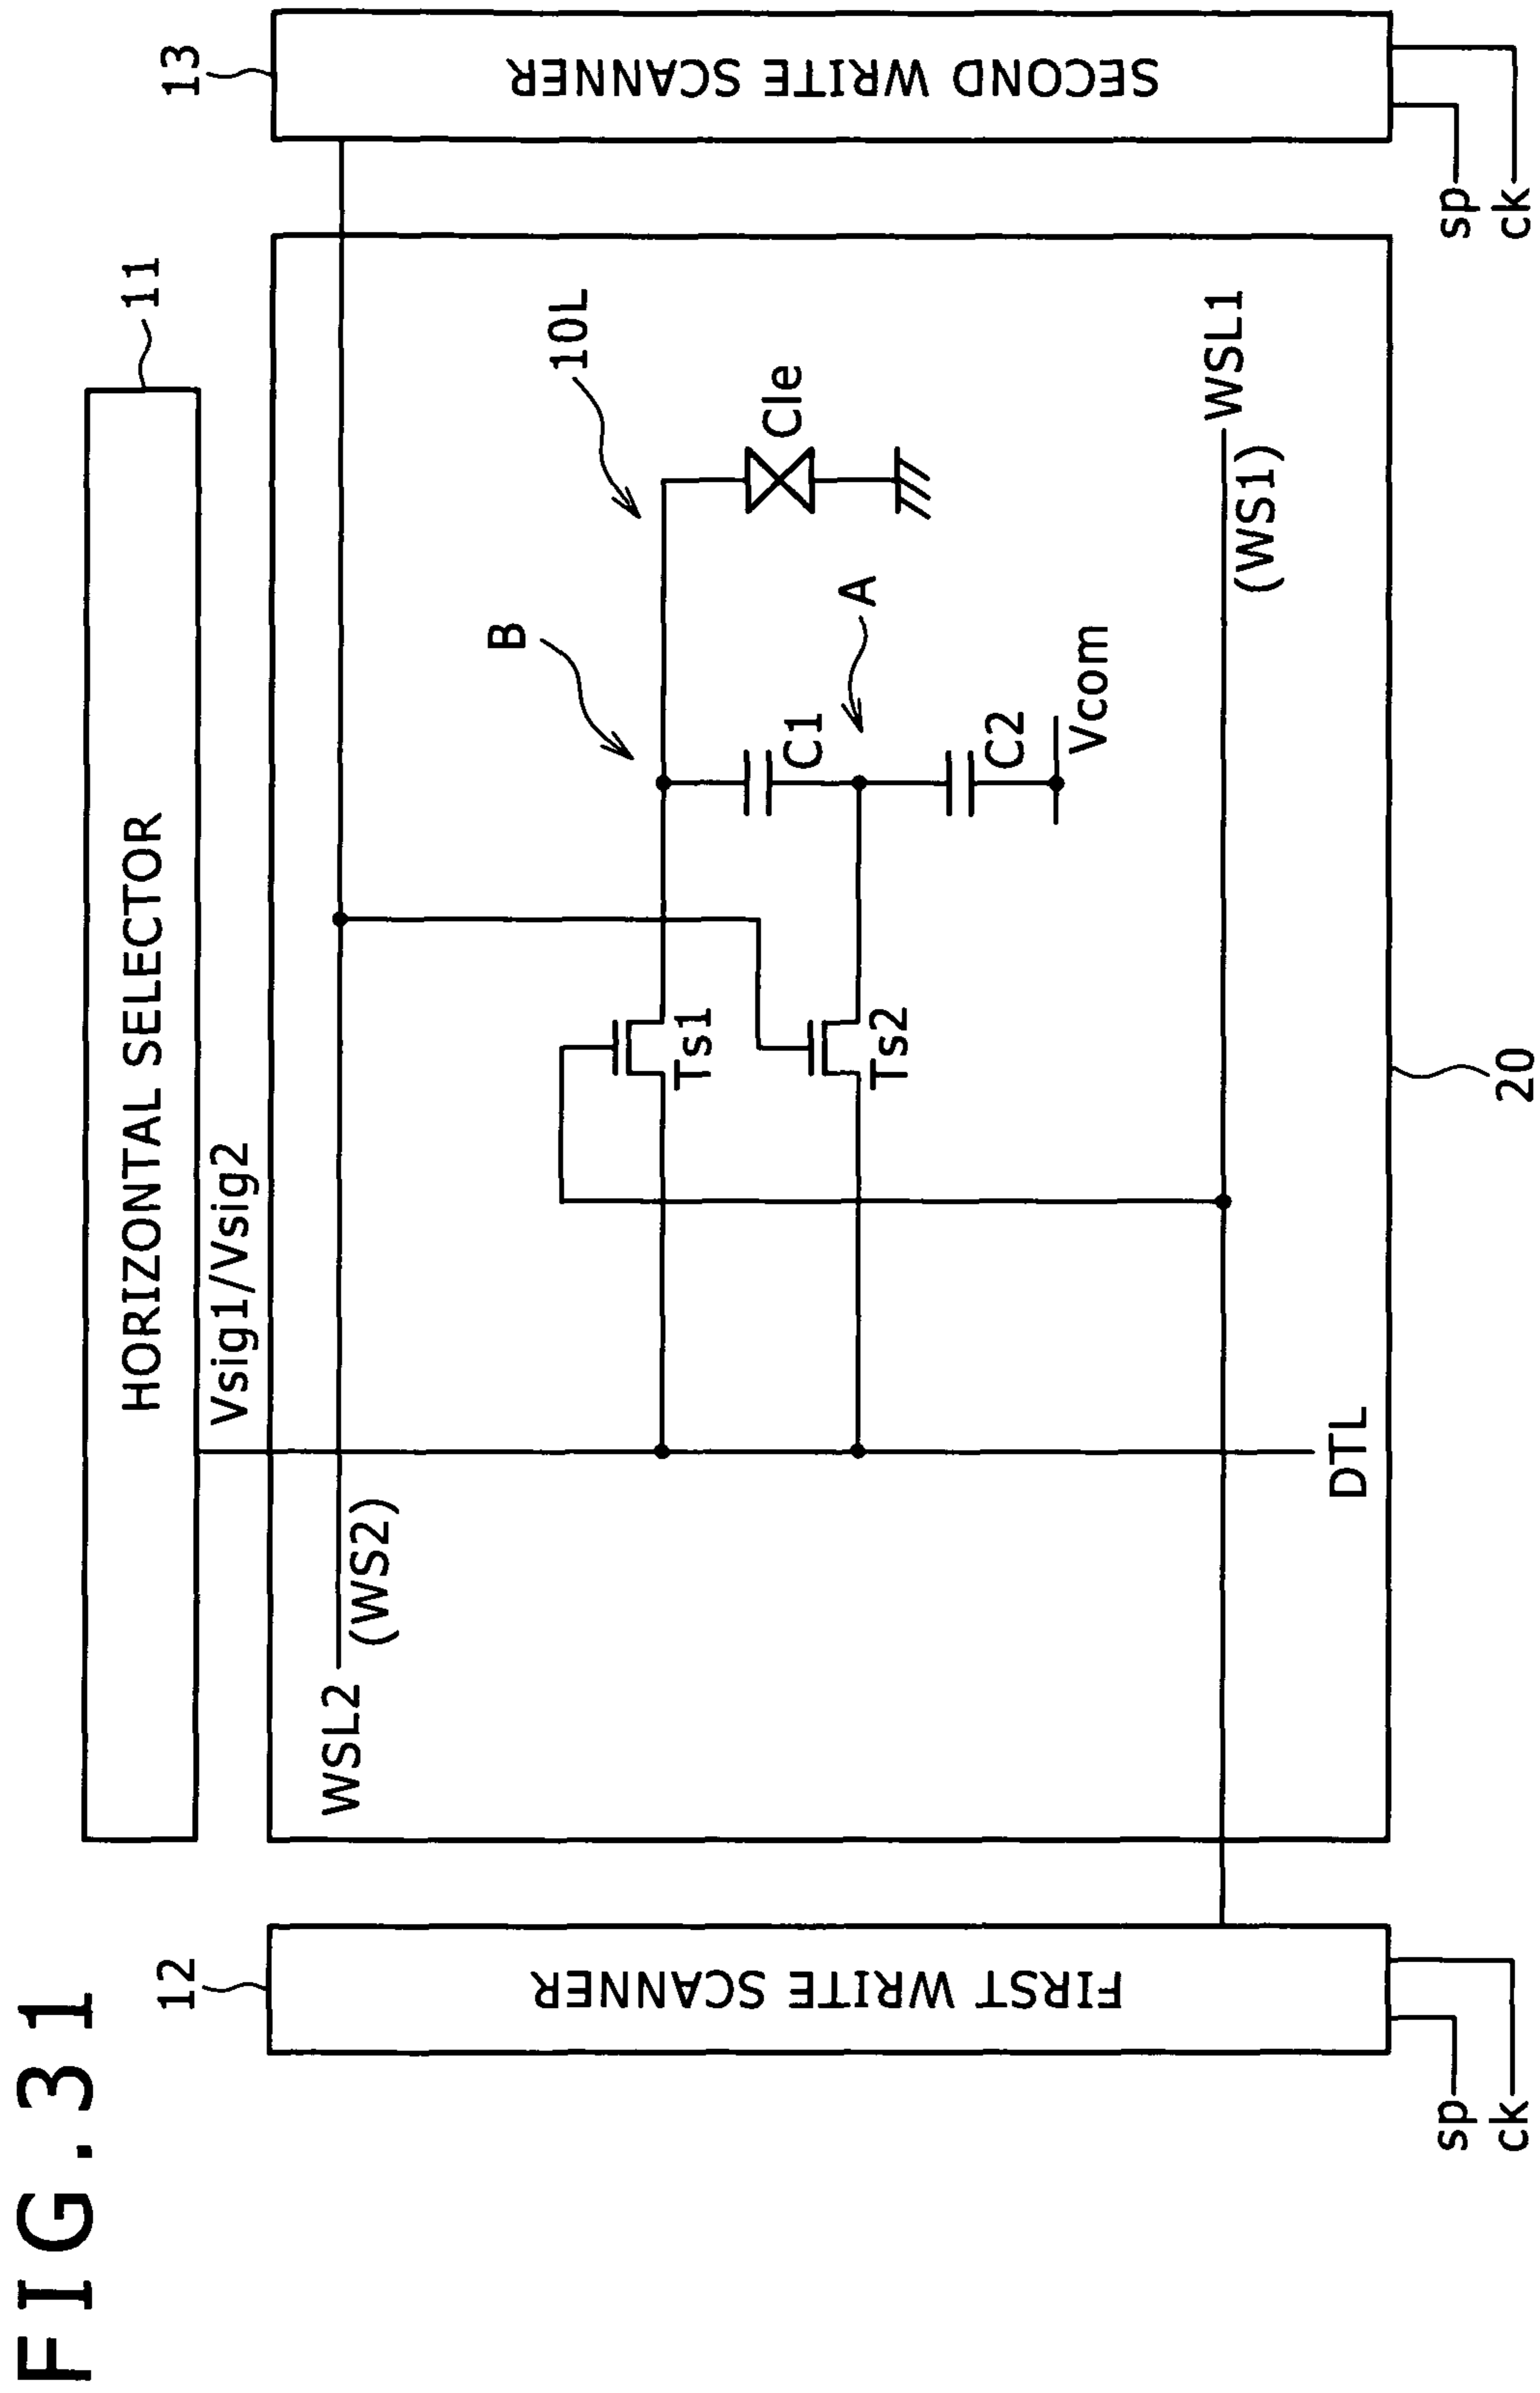 FIG.31
HORIZONTAL SELECTOR
11
12
13
Vsig1/Vsig2
WSL2
(WS2)
B
10L
Ts1
C1
Cle
A
Ts2
C2
Vcom
WSL1
(WS1)
DTL
FIRST WRITE SCANNER
SECOND WRITE SCANNER
20
sp
ck
sp
ck